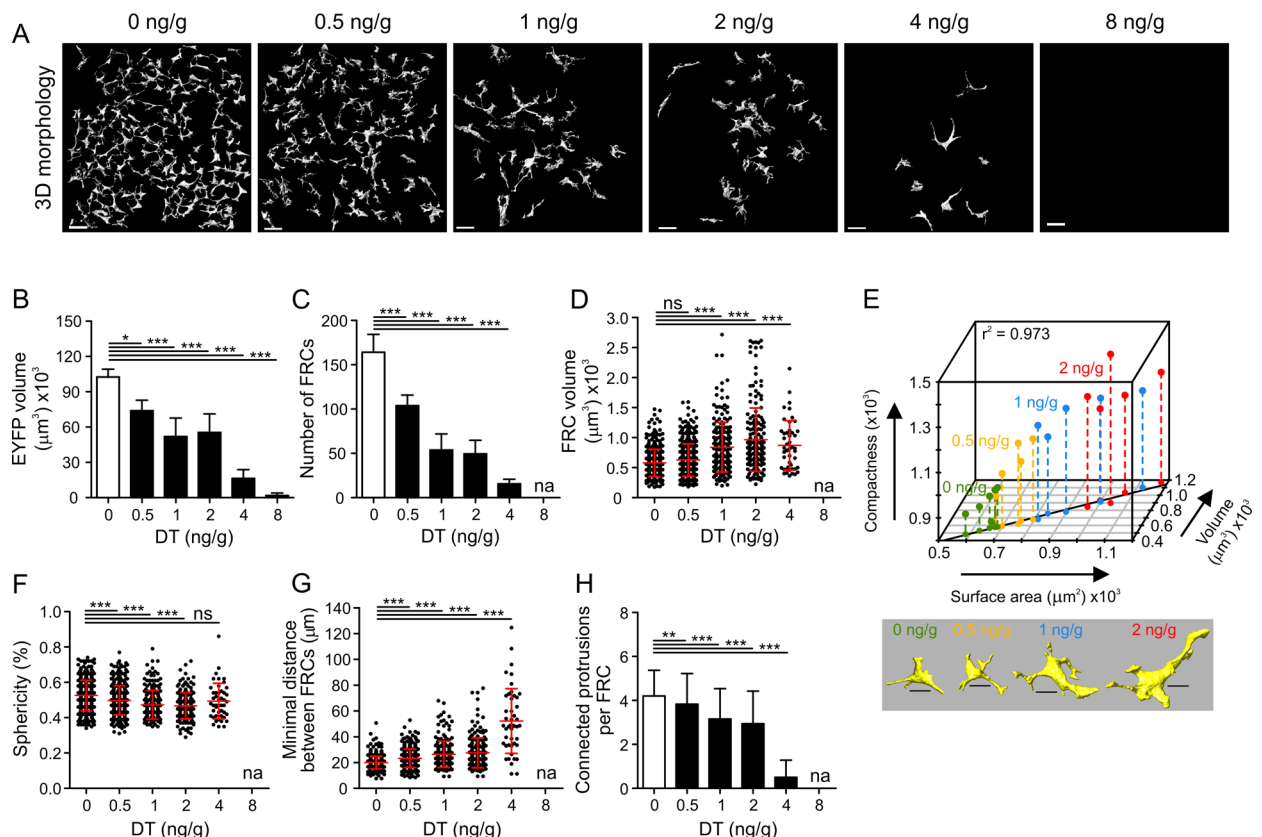 0 ng/g 0.5 ng/g 1 ng/g 2 ng/g 4 ng/g 8 ng/g
A
3D morphology
B
EYFP volume
(µm³) x10³
150
120
90
60
30
0
* *** *** *** ***
0 0.5 1 2 4 8
DT (ng/g)
C
Number of FRCs
200
150
100
50
0
*** *** *** ***
na
0 0.5 1 2 4 8
DT (ng/g)
D
FRC volume
(µm³) x10³
3.0
2.5
2.0
1.5
1.0
0.5
0
ns *** *** ***
na
0 0.5 1 2 4 8
DT (ng/g)
E
r² = 0.973
2 ng/g
1 ng/g
0.5 ng/g
0 ng/g
Compactness (x10³)
1.5
1.3
1.1
0.9
0.5 0.7 0.9 1.1
Surface area (µm²) x10³
1.2
1.0
0.8
0.6
0.4
Volume
(µm³) x10³
0 ng/g 0.5 ng/g 1 ng/g 2 ng/g
F
Sphericity (%)
1.0
0.8
0.6
0.4
0.2
0.0
*** *** *** ns
na
0 0.5 1 2 4 8
DT (ng/g)
G
Minimal distance
between FRCs (µm)
140
120
100
80
60
40
20
0
*** *** *** ***
na
0 0.5 1 2 4 8
DT (ng/g)
H
Connected protrusions
per FRC
8
6
4
2
0
** *** *** ***
na
0 0.5 1 2 4 8
DT (ng/g)